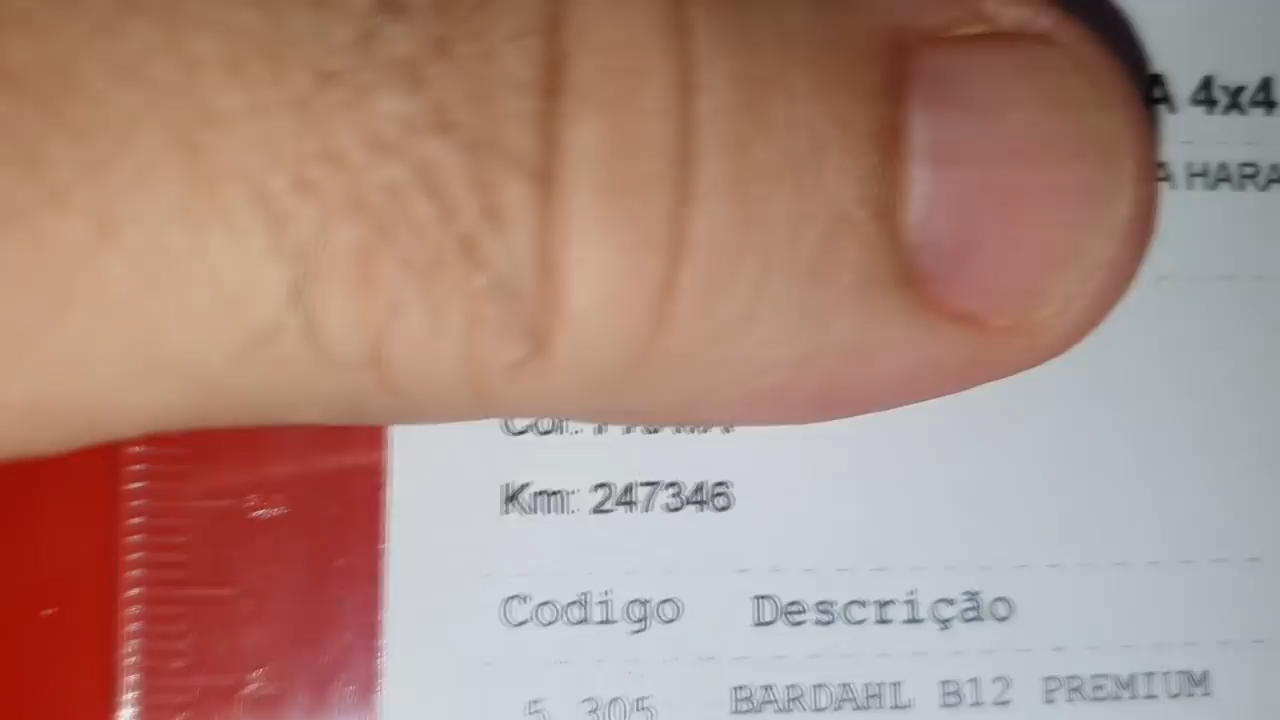 A 4x4
A HARA
Km: 247346
Codigo Descrição
5.305 BARDAHL B12 PREMIUM